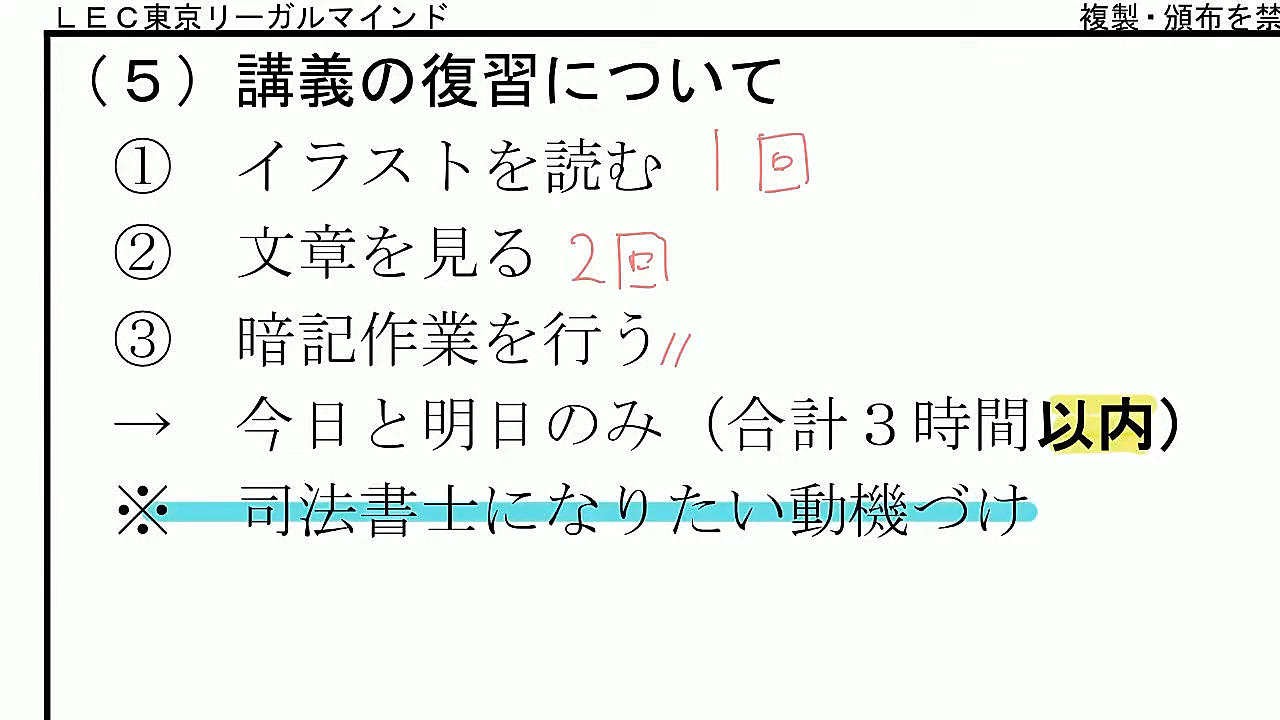 ＬＥＣ東京リーガルマインド 複製・頒布を禁
（５）講義の復習について
① イラストを読む 1回
② 文章を見る 2回
③ 暗記作業を行う 〃
→ 今日と明日のみ（合計３時間以内）
※ 司法書士になりたい動機づけ